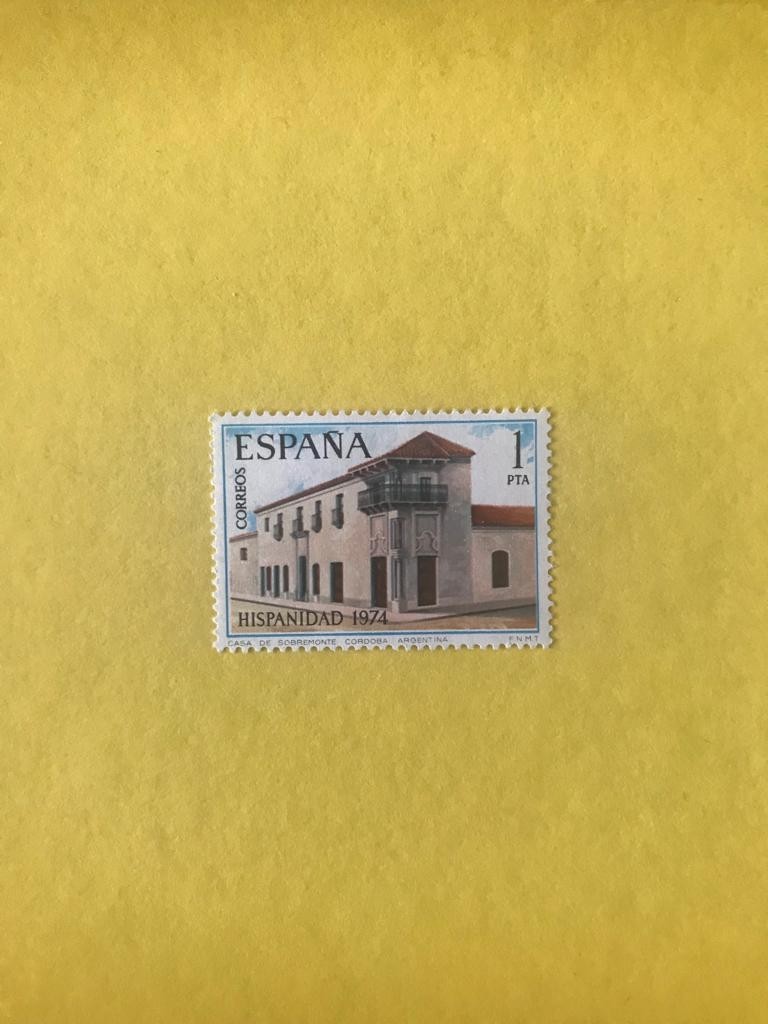 ESPAÑA
1
PTA
CORREOS
HISPANIDAD 1974
CASA DE SOBREMONTE CORDOBA ARGENTINA
F.N.M.T